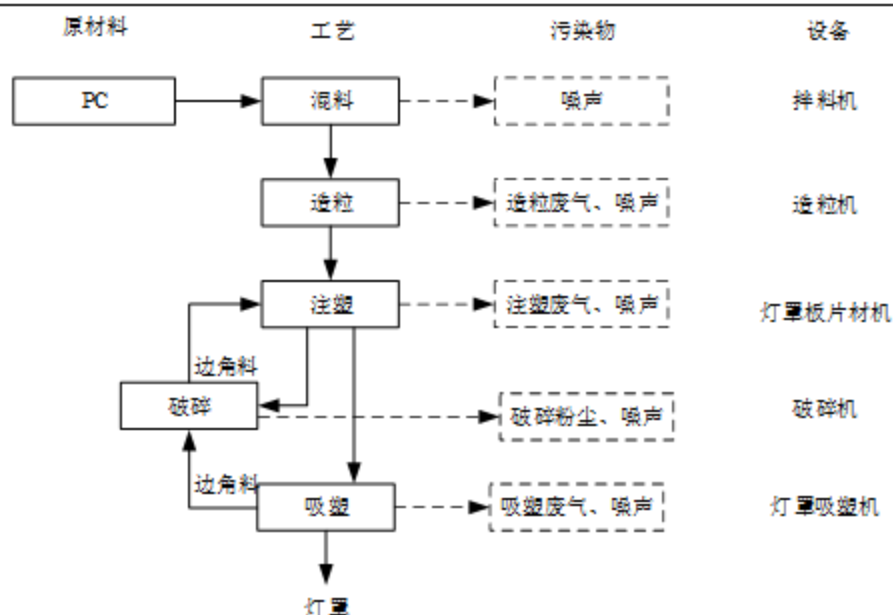 原材料 工艺 污染物 设备
PC 混料 噪声 拌料机
造粒 造粒废气、噪声 造粒机
注塑 注塑废气、噪声 灯罩板片材机
边角料
破碎 破碎粉尘、噪声 破碎机
边角料
吸塑 吸塑废气、噪声 灯罩吸塑机
灯罩